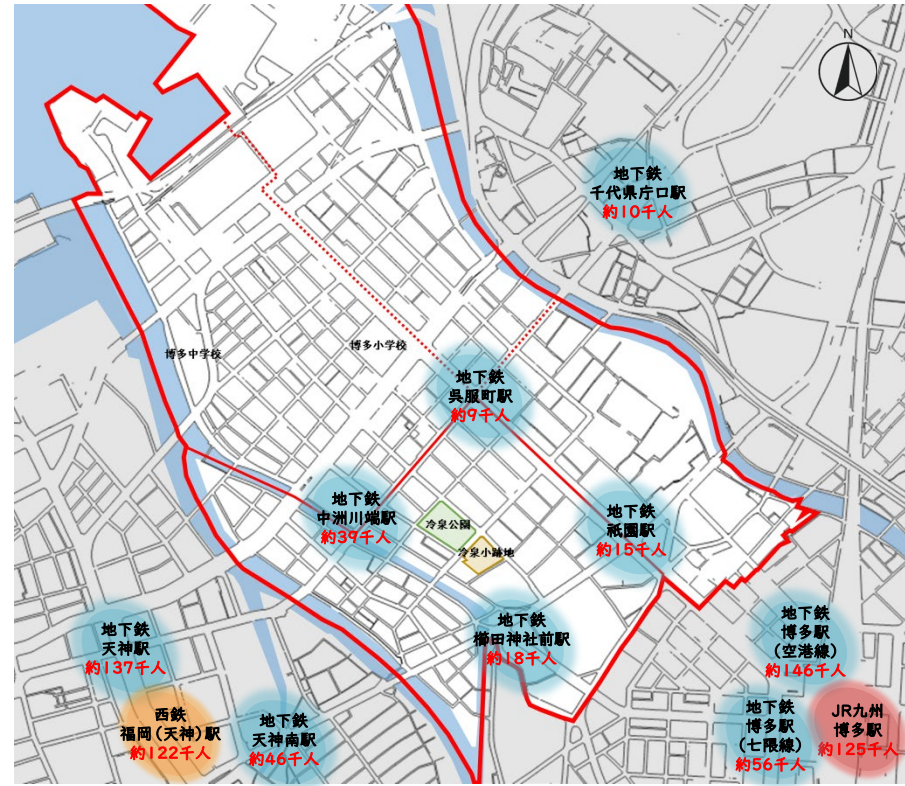 N
地下鉄
千代県庁口駅
約10千人
博多中学校
博多小学校
地下鉄
呉服町駅
約9千人
地下鉄
中洲川端駅
約39千人
冷泉公園
冷泉小跡地
地下鉄
祇園駅
約15千人
地下鉄
櫛田神社前駅
約18千人
地下鉄
天神駅
約137千人
地下鉄
博多駅
(空港線)
約146千人
西鉄
福岡(天神)駅
約122千人
地下鉄
天神南駅
約46千人
地下鉄
博多駅
(七隈線)
約56千人
JR九州
博多駅
約125千人